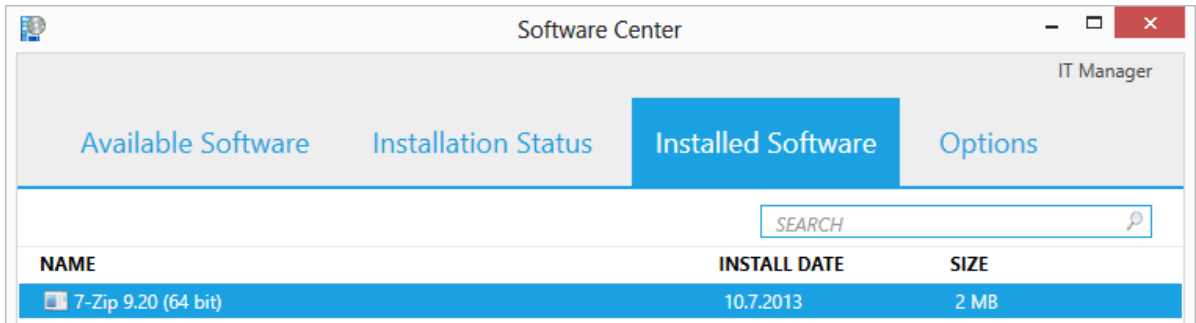 Software Center
IT Manager
Available Software Installation Status Installed Software Options
SEARCH
NAME INSTALL DATE SIZE
7-Zip 9.20 (64 bit) 10.7.2013 2 MB